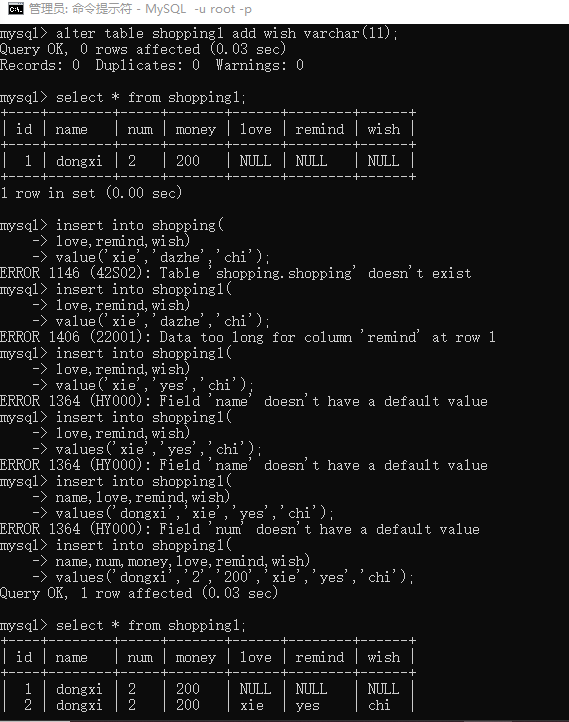 管理员: 命令提示符 - MySQL -u root -p
mysql> alter table shopping1 add wish varchar(11);
Query OK, 0 rows affected (0.03 sec)
Records: 0  Duplicates: 0  Warnings: 0
mysql> select * from shopping1;
+----+---------+-----+-------+------+--------+------+
| id | name    | num | money | love | remind | wish |
+----+---------+-----+-------+------+--------+------+
|  1 | dongxi  | 2   | 200   | NULL | NULL   | NULL |
+----+---------+-----+-------+------+--------+------+
1 row in set (0.00 sec)
mysql> insert into shopping(
    -> love,remind,wish)
    -> value('xie','dazhe','chi');
ERROR 1146 (42S02): Table 'shopping.shopping' doesn't exist
mysql> insert into shopping1(
    -> love,remind,wish)
    -> value('xie','dazhe','chi');
ERROR 1406 (22001): Data too long for column 'remind' at row 1
mysql> insert into shopping1(
    -> love,remind,wish)
    -> value('xie','yes','chi');
ERROR 1364 (HY000): Field 'name' doesn't have a default value
mysql> insert into shopping1(
    -> love,remind,wish)
    -> values('xie','yes','chi');
ERROR 1364 (HY000): Field 'name' doesn't have a default value
mysql> insert into shopping1(
    -> name,love,remind,wish)
    -> values('dongxi','xie','yes','chi');
ERROR 1364 (HY000): Field 'num' doesn't have a default value
mysql> insert into shopping1(
    -> name,num,money,love,remind,wish)
    -> values('dongxi','2','200','xie','yes','chi');
Query OK, 1 row affected (0.03 sec)
mysql> select * from shopping1;
+----+---------+-----+-------+------+--------+------+
| id | name    | num | money | love | remind | wish |
+----+---------+-----+-------+------+--------+------+
|  1 | dongxi  | 2   | 200   | NULL | NULL   | NULL |
|  2 | dongxi  | 2   | 200   | xie  | yes    | chi  |